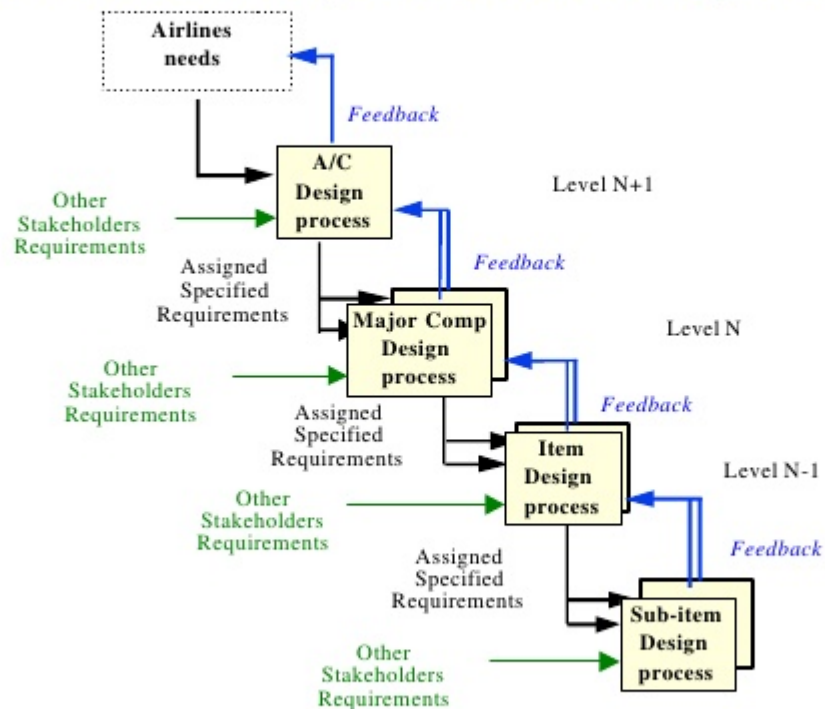 Airlines
needs
Feedback
A/C
Design
process
Level N+1
Other
Stakeholders
Requirements
Feedback
Assigned
Specified
Requirements
Major Comp
Design
process
Level N
Other
Stakeholders
Requirements
Feedback
Assigned
Specified
Requirements
Item
Design
process
Level N-1
Other
Stakeholders
Requirements
Feedback
Assigned
Specified
Requirements
Sub-item
Design
process
Other
Stakeholders
Requirements